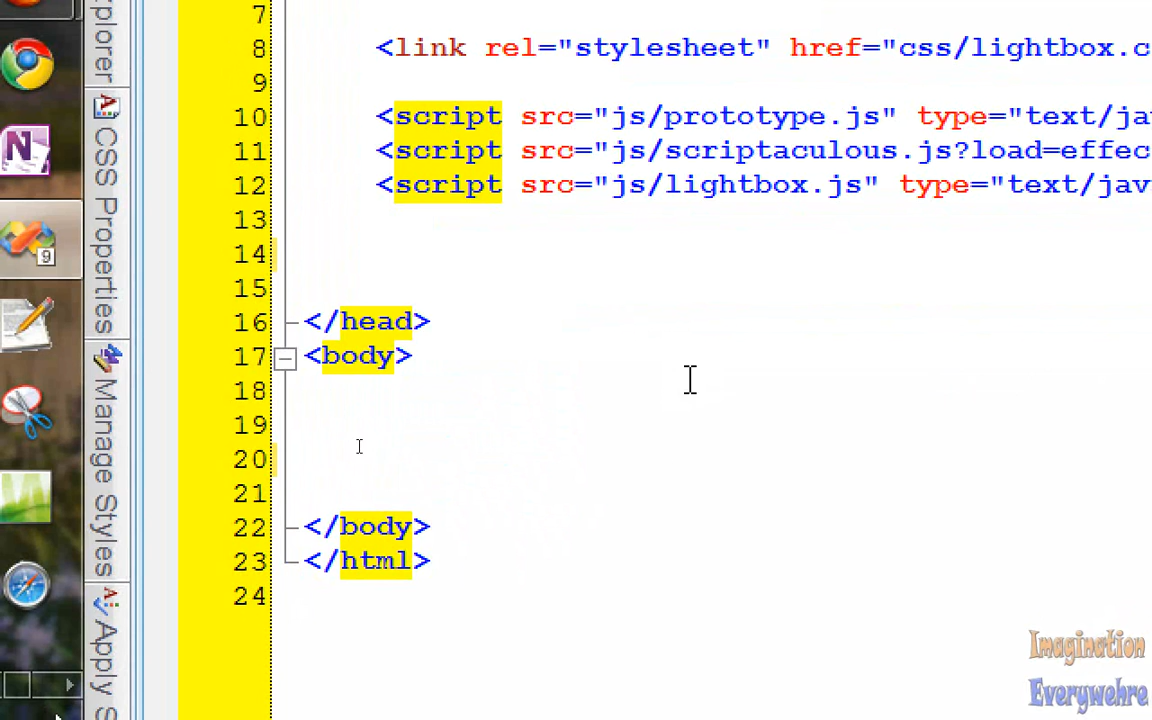 xplorer
CSS Properties
Manage Styles
Apply S
9
7
8 <link rel="stylesheet" href="css/lightbox.c
9
10 <script src="js/prototype.js" type="text/ja
11 <script src="js/scriptaculous.js?load=effec
12 <script src="js/lightbox.js" type="text/jav
13
14
15
16 </head>
17 <body>
18
19
20
21
22 </body>
23 </html>
24
Imagination
Everywehre